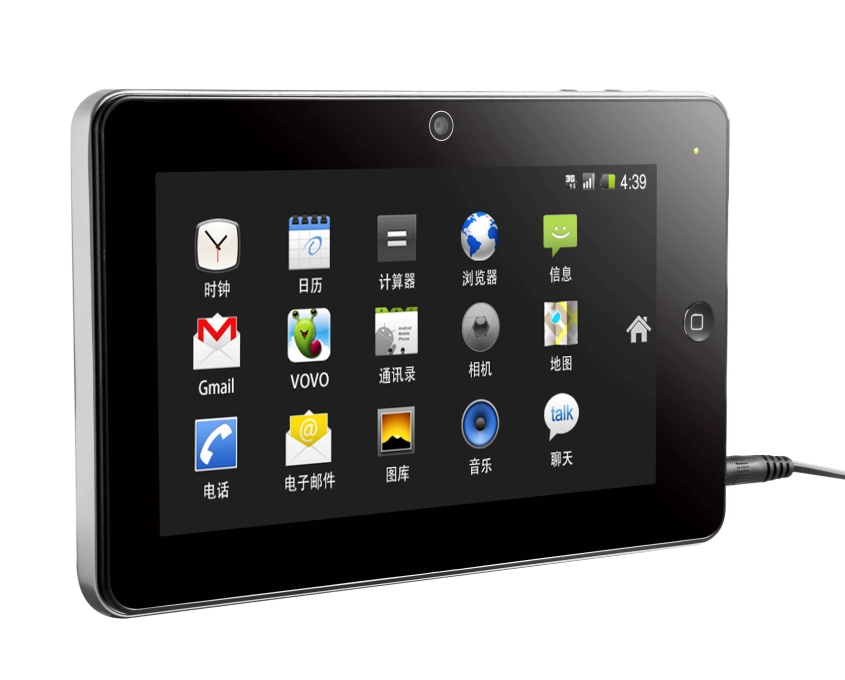 3G 4:39
时钟 日历 计算器 浏览器 信息
Gmail VOVO 通讯录 相机 地图
talk
电话 电子邮件 图库 音乐 聊天